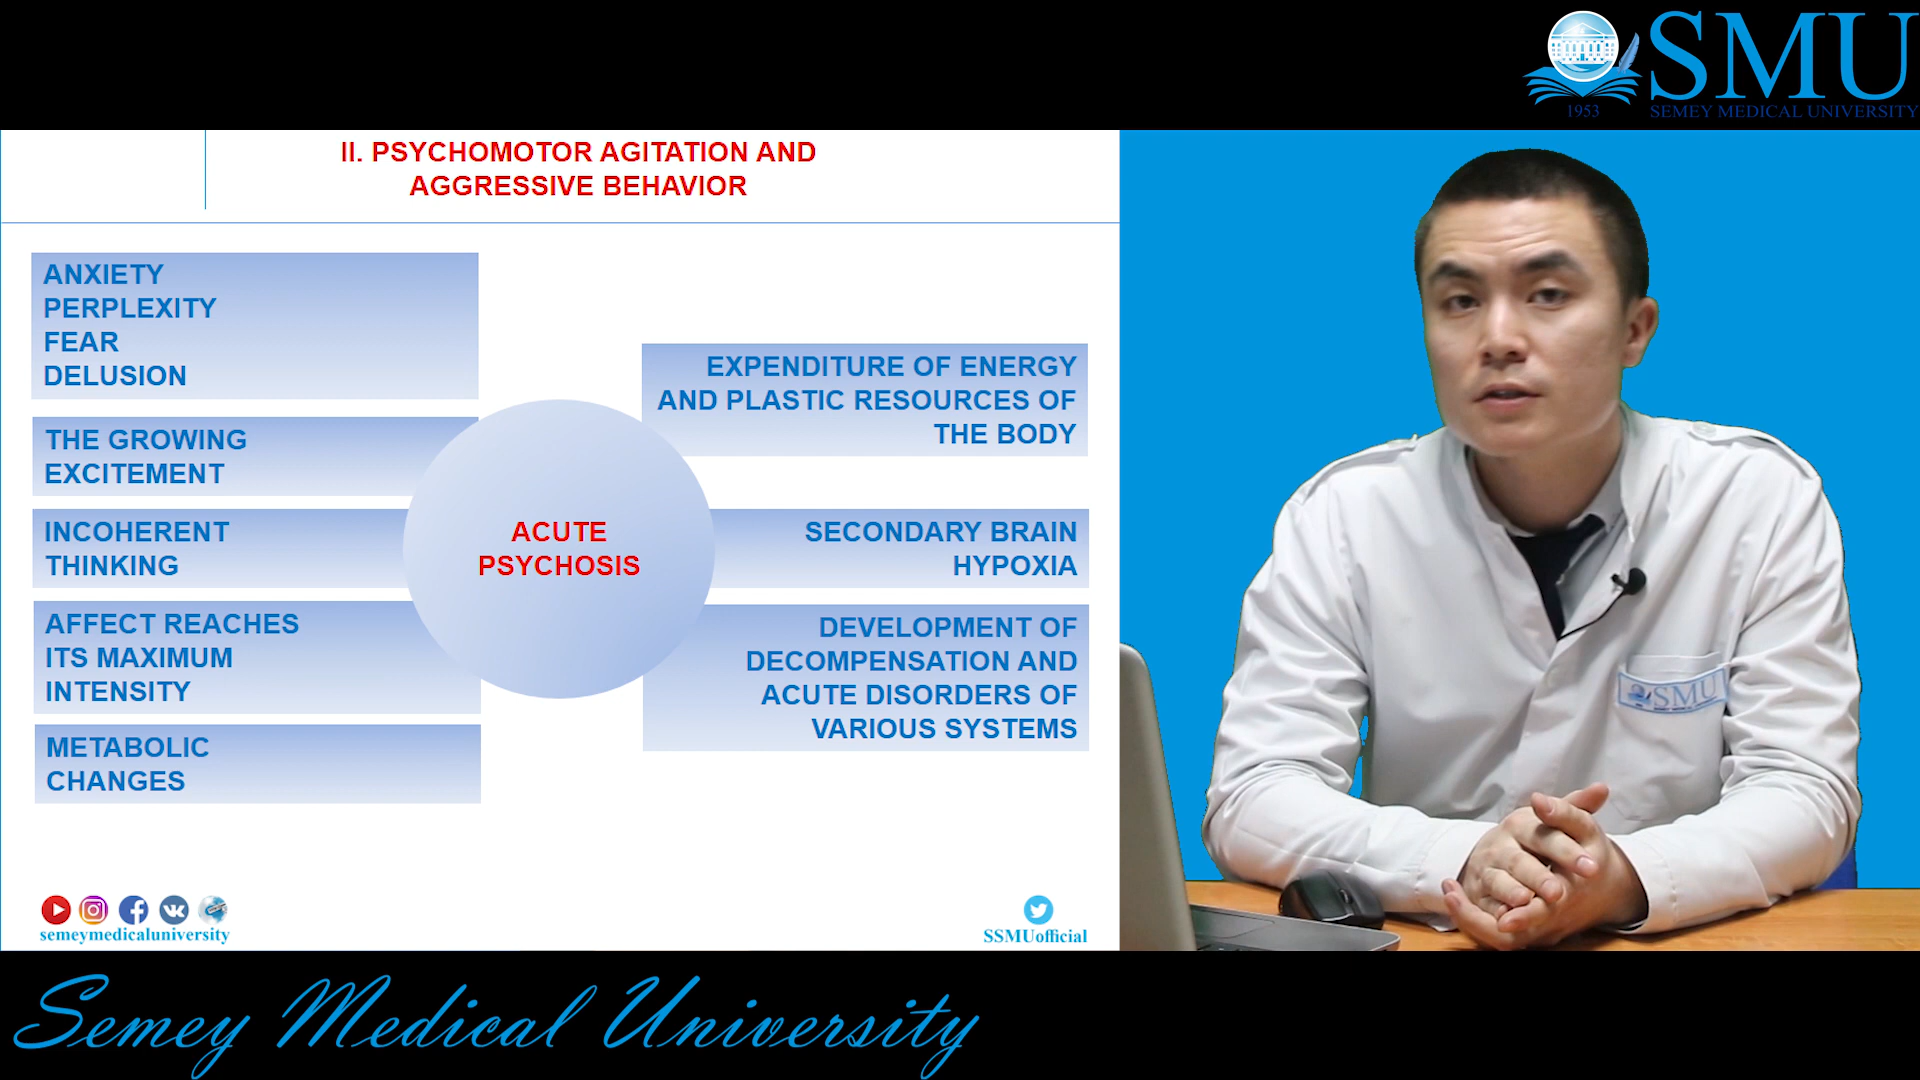 SMU
1953
SEMEY MEDICAL UNIVERSITY
II. PSYCHOMOTOR AGITATION AND
AGGRESSIVE BEHAVIOR
ANXIETY
PERPLEXITY
FEAR
DELUSION
THE GROWING
EXCITEMENT
INCOHERENT
THINKING
AFFECT REACHES
ITS MAXIMUM
INTENSITY
METABOLIC
CHANGES
ACUTE
PSYCHOSIS
EXPENDITURE OF ENERGY
AND PLASTIC RESOURCES OF
THE BODY
SECONDARY BRAIN
HYPOXIA
DEVELOPMENT OF
DECOMPENSATION AND
ACUTE DISORDERS OF
VARIOUS SYSTEMS
SMU
semeymedicaluniversity
SSMUofficial
Semey Medical University